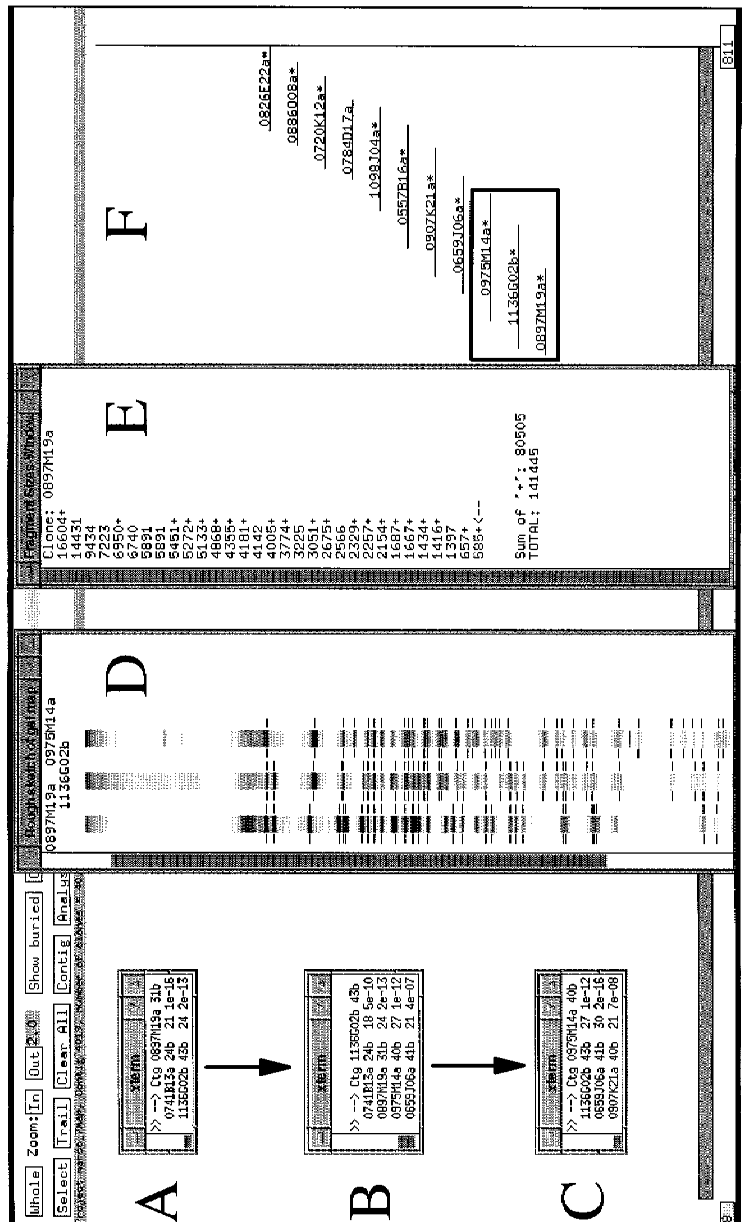 Whole Zoom: In Out 2.0 Show buried
Select Trail Clear All Contig Analys
A
xterm
>> --> Ctg 0897M19a 31b
0741B13a 24b 21 1e-16
1136G02b 43b 24 2e-13
B
xterm
>> --> Ctg 1136G02b 43b
0741B13a 24b 18 5e-10
0897M19a 31b 24 2e-13
0975M14a 40b 27 1e-12
0659J06a 41b 21 4e-07
C
xterm
>> --> Ctg 0975M14a 40b
1136G02b 43b 27 1e-12
0659J06a 41b 30 2e-16
0907K21a 40b 21 7e-08
D
0897M19a 0975M14a
1136G02b
E
Fragment Sizes Window
Clone: 0897M19a
16604+
14431
9434
7223
6950+
6740
5891
5891
5451+
5272+
5133+
4868+
4355+
4181+
4142
4005+
3774+
3225
3051+
2675+
2566
2329+
2257+
2154+
1687+
1667+
1434+
1416+
1397
657+
585+<--
Sum of '+': 80505
TOTAL: 141445
F
0826E22a*
0886O08a*
0720K12a*
0784D17a
1098J04a*
0557B16a*
0907K21a*
0659J06a*
0975M14a*
1136G02b*
0897M19a*
811